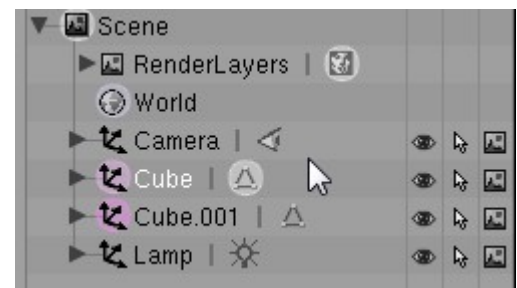 Scene
RenderLayers |
World
Camera |
Cube |
Cube.001 |
Lamp |